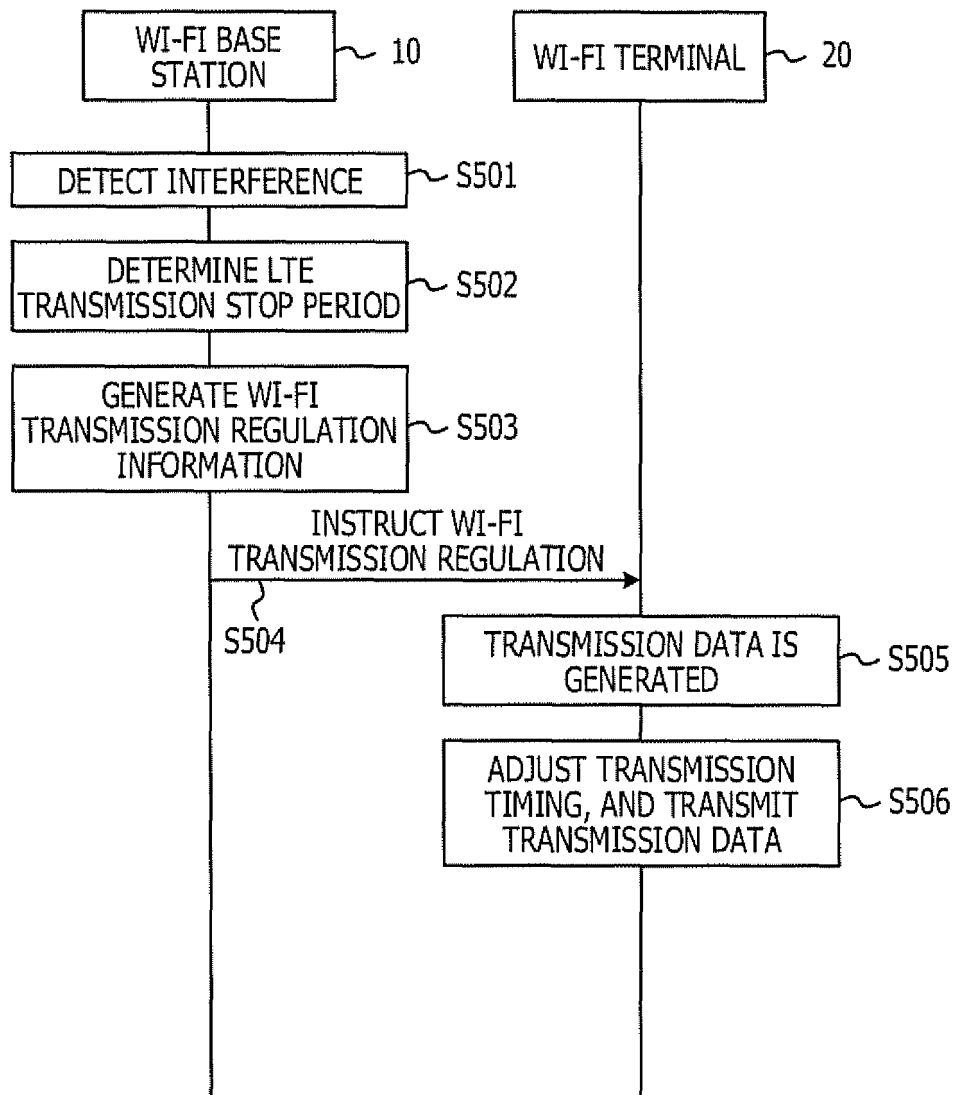 WI-FI BASE
STATION
10
WI-FI TERMINAL
20
DETECT INTERFERENCE
S501
DETERMINE LTE
TRANSMISSION STOP PERIOD
S502
GENERATE WI-FI
TRANSMISSION REGULATION
INFORMATION
S503
INSTRUCT WI-FI
TRANSMISSION REGULATION
S504
TRANSMISSION DATA IS
GENERATED
S505
ADJUST TRANSMISSION
TIMING, AND TRANSMIT
TRANSMISSION DATA
S506